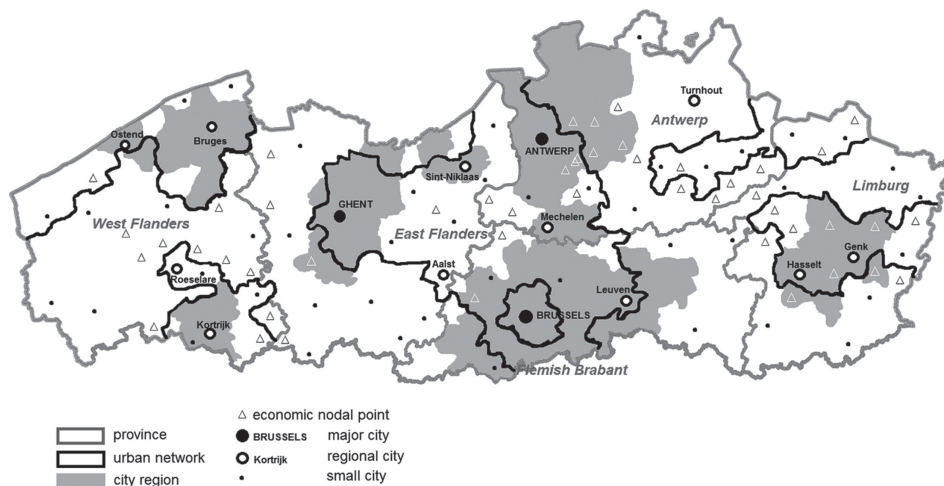 Turnhout
Antwerp
Ostend
Bruges
ANTWERP
Sint-Niklaas
Limburg
GHENT
West Flanders
East Flanders
Mechelen
Genk
Aalst
Hasselt
Roeselare
Leuven
BRUSSELS
Kortrijk
Flemish Brabant
economic nodal point
province
BRUSSELS major city
urban network
Kortrijk regional city
city region
small city